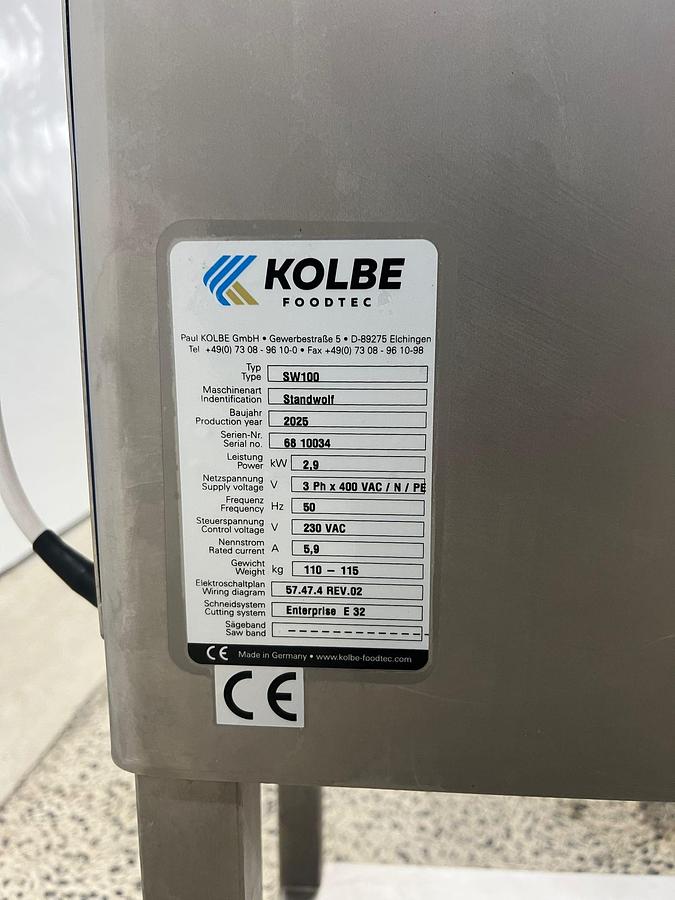 KOLBE
FOODTEC
Paul KOLBE GmbH • Gewerbestraße 5 • D-89275 Elchingen
Tel +49(0) 73 08 - 96 10-0 • Fax +49(0) 73 08 - 96 10-98
Typ
Type SW100
Maschinenart
Indentification Standwolf
Baujahr
Production year 2025
Serien-Nr.
Serial no. 68 10034
Leistung
Power kW 2,9
Netzspannung
Supply voltage V 3 Ph x 400 VAC / N / PE
Frequenz
Frequency Hz 50
Steuerspannung
Control voltage V 230 VAC
Nennstrom
Rated current A 5,9
Gewicht
Weight kg 110 – 115
Elektroschaltplan
Wiring diagram 57.47.4 REV.02
Schneidsystem
Cutting system Enterprise E 32
Sägeband
Saw band – – – – – – – – – – – – –
CE Made in Germany • www.kolbe-foodtec.com
CE